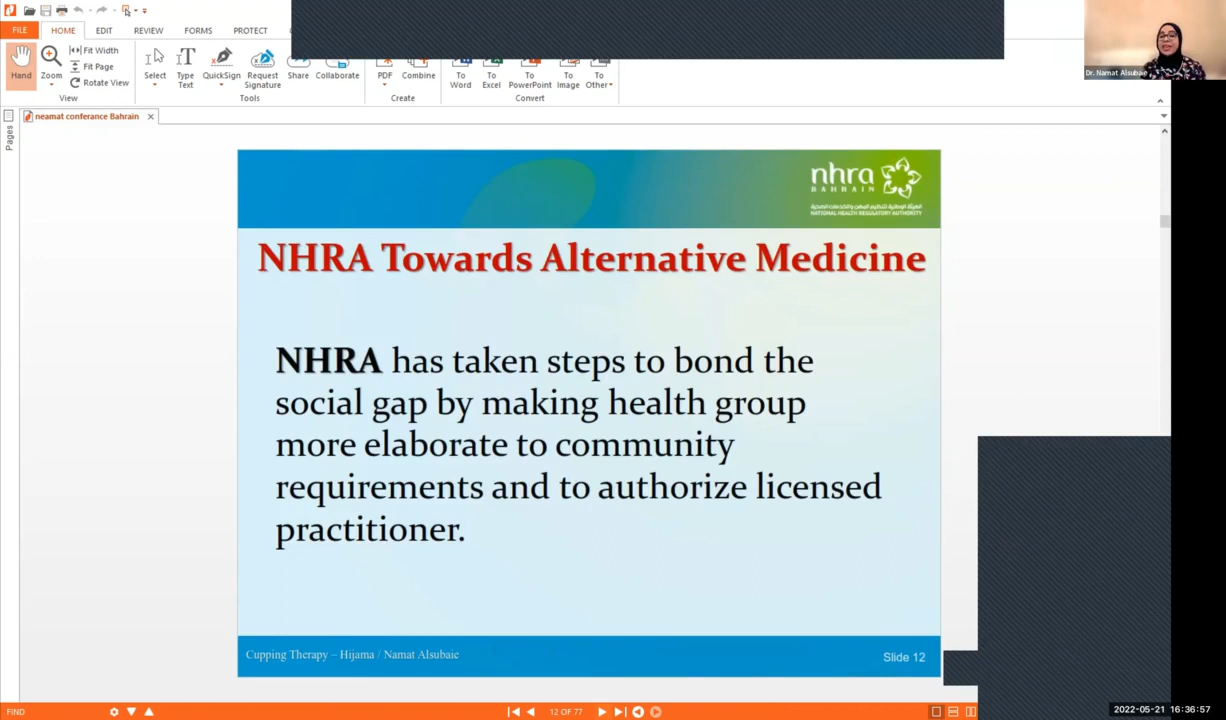 FILE
HOME
EDIT
REVIEW
FORMS
PROTECT
Hand
Zoom
Fit Width
Fit Page
Rotate View
View
Select
Type Text
QuickSign
Request Signature
Share
Collaborate
Tools
PDF
Combine
Create
To Word
To Excel
To PowerPoint
To Image
To Other
Convert
Dr. Namat Alsubaie
neamat conferance Bahrain
Pages
nhra
BAHRAIN
NATIONAL HEALTH REGULATORY AUTHORITY
NHRA Towards Alternative Medicine
NHRA has taken steps to bond the
social gap by making health group
more elaborate to community
requirements and to authorize licensed
practitioner.
Cupping Therapy – Hijama / Namat Alsubaie
Slide 12
FIND
12 OF 77
2022-05-21 16:36:57